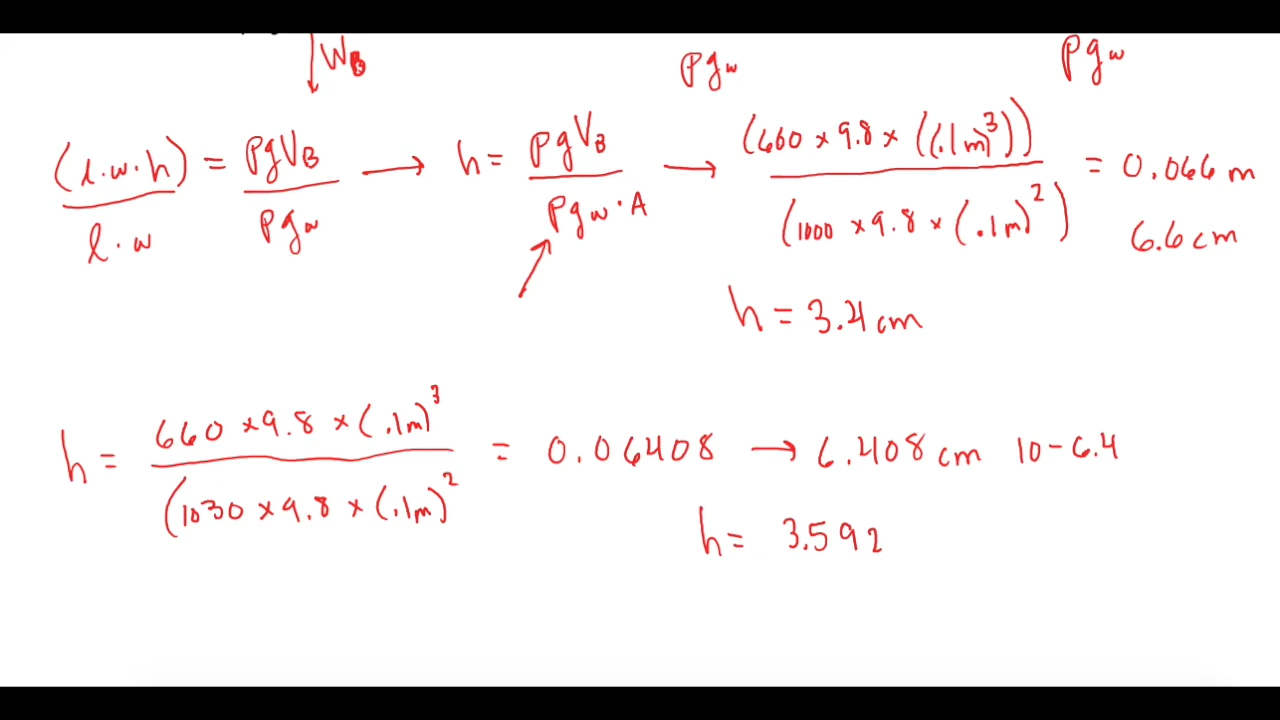 W_B
ρg_w
ρg_w
(l·w·h)/(l·w) = ρgV_B/ρg_w → h = ρgV_B/(ρg_w·A) → (660 × 9.8 × ((.1m)^3))/(1000 × 9.8 × (.1m)^2) = 0.066 m
6.6 cm
h = 3.4 cm
h = 660 × 9.8 × (.1m)^3/(1030 × 9.8 × (.1m)^2 = 0.06408 → 6.408 cm 10-6.4
h = 3.592